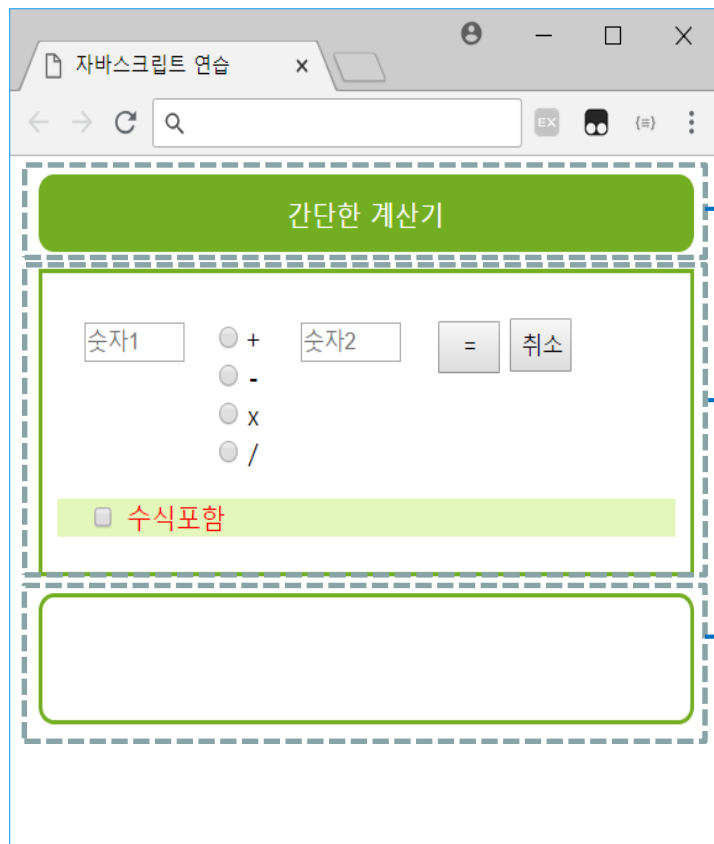 자바스크립트 연습
EX
{≡}
간단한 계산기
숫자1 + 숫자2 = 취소
-
x
/
수식포함